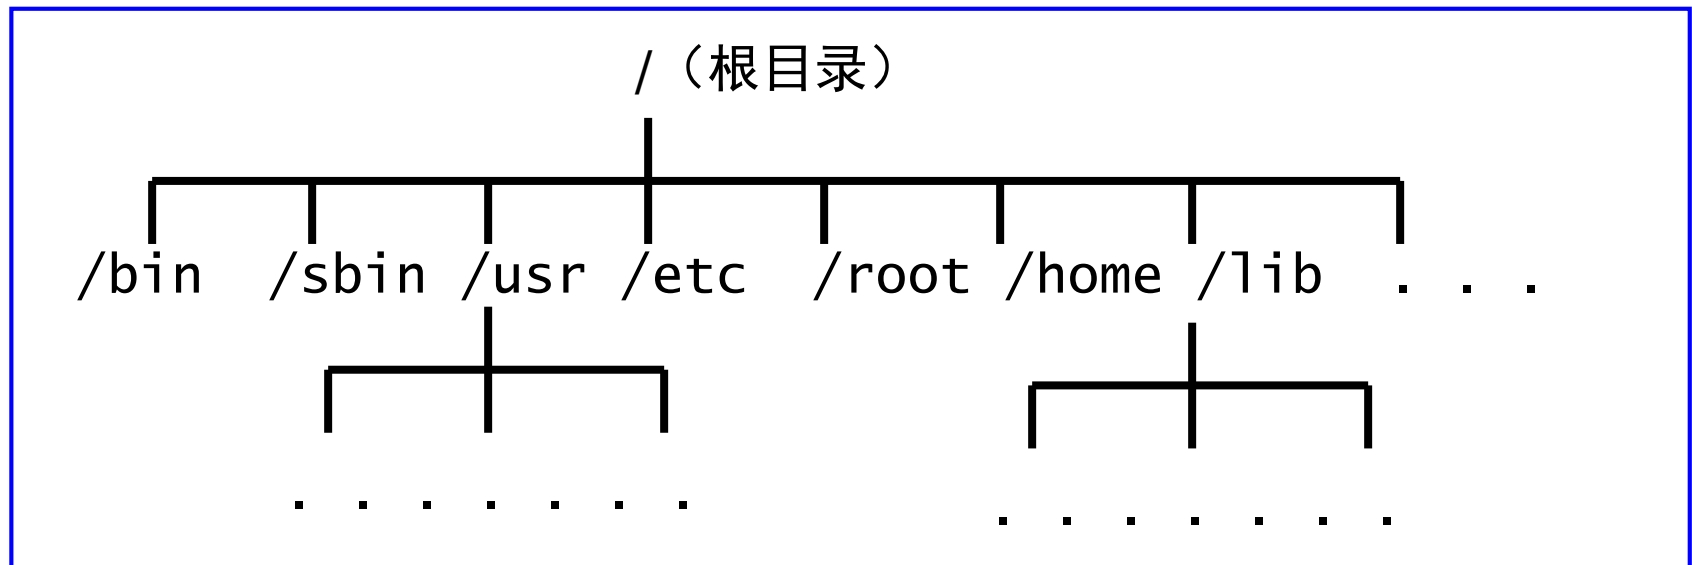 /（根目录）
/bin /sbin /usr /etc /root /home /lib . . .
. . . . . . .
. . . . . . .